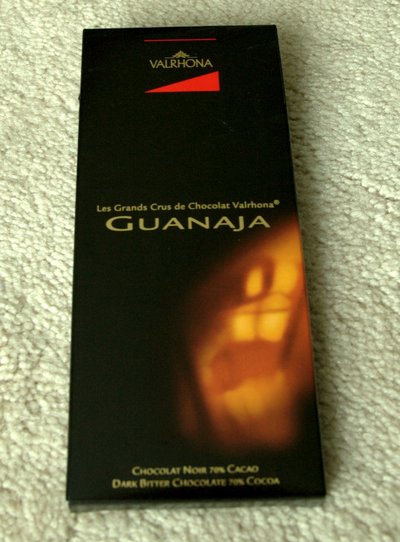 VALRHONA
Les Grands Crus de Chocolat Valrhona®
GUANAJA
CHOCOLAT NOIR 70% CACAO
DARK BITTER CHOCOLATE 70% COCOA